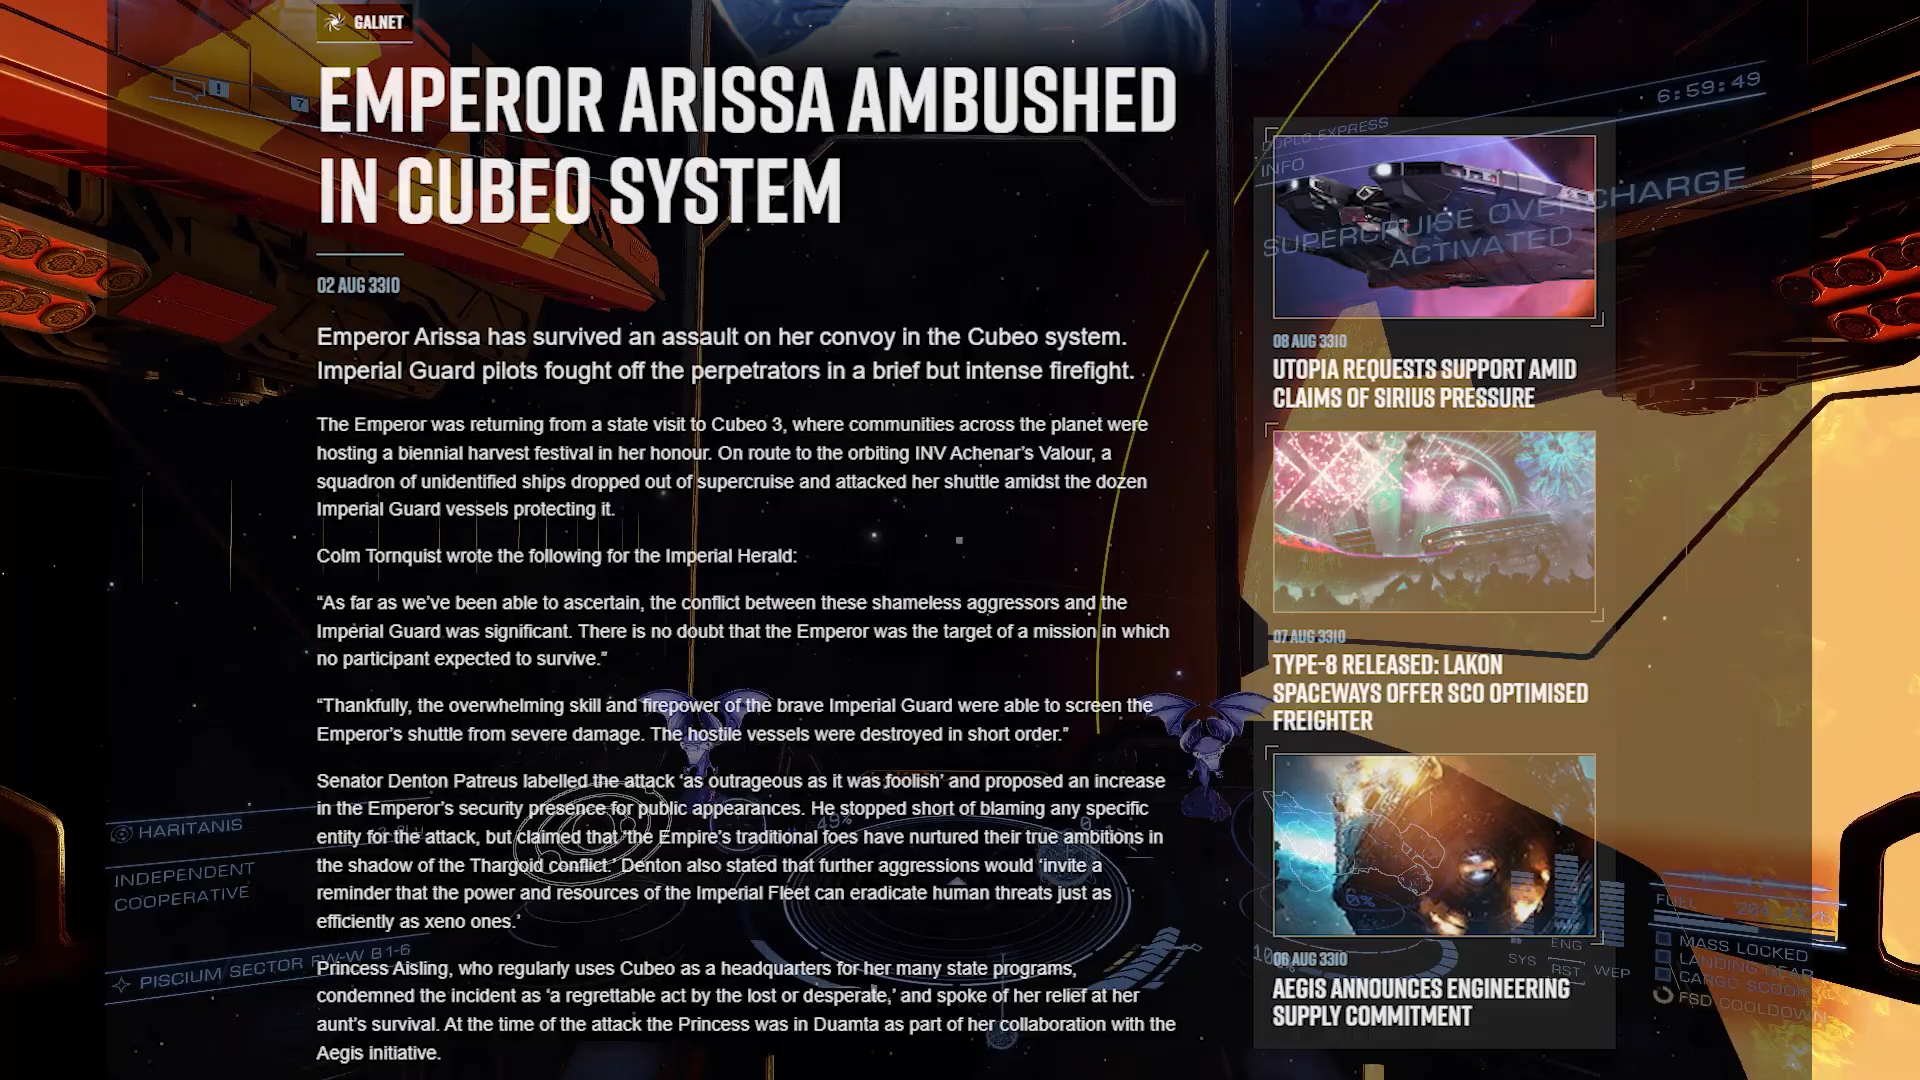 GALNET
EMPEROR ARISSA AMBUSHED
IN CUBEO SYSTEM
02 AUG 3310
Emperor Arissa has survived an assault on her convoy in the Cubeo system.
Imperial Guard pilots fought off the perpetrators in a brief but intense firefight.
The Emperor was returning from a state visit to Cubeo 3, where communities across the planet were
hosting a biennial harvest festival in her honour. On route to the orbiting INV Achenar’s Valour, a
squadron of unidentified ships dropped out of supercruise and attacked her shuttle amidst the dozen
Imperial Guard vessels protecting it.
Colm Tornquist wrote the following for the Imperial Herald:
“As far as we’ve been able to ascertain, the conflict between these shameless aggressors and the
Imperial Guard was significant. There is no doubt that the Emperor was the target of a mission in which
no participant expected to survive.”
“Thankfully, the overwhelming skill and firepower of the brave Imperial Guard were able to screen the
Emperor’s shuttle from severe damage. The hostile vessels were destroyed in short order.”
Senator Denton Patreus labelled the attack ‘as outrageous as it was foolish’ and proposed an increase
in the Emperor’s security presence for public appearances. He stopped short of blaming any specific
entity for the attack, but claimed that ‘the Empire’s traditional foes have nurtured their true ambitions in
the shadow of the Thargoid conflict.’ Denton also stated that further aggressions would ‘invite a
reminder that the power and resources of the Imperial Fleet can eradicate human threats just as
efficiently as xeno ones.’
Princess Aisling, who regularly uses Cubeo as a headquarters for her many state programs,
condemned the incident as ‘a regrettable act by the lost or desperate,’ and spoke of her relief at her
aunt’s survival. At the time of the attack the Princess was in Duamta as part of her collaboration with the
Aegis initiative.
6:59:49
EXPRESS
INFO
SUPERCRUISE OVERCHARGE
ACTIVATED
08 AUG 3310
UTOPIA REQUESTS SUPPORT AMID
CLAIMS OF SIRIUS PRESSURE
07 AUG 3310
TYPE-8 RELEASED: LAKON
SPACEWAYS OFFER SCO OPTIMISED
FREIGHTER
06 AUG 3310
AEGIS ANNOUNCES ENGINEERING
SUPPLY COMMITMENT
HARITANIS
INDEPENDENT
COOPERATIVE
PISCIUM SECTOR B1-6
49%
0%
ENG
SYS
RST
WEP
FUEL
MASS LOCKED
LANDING GEAR
CARGO SCOOP
FSD COOLDOWN